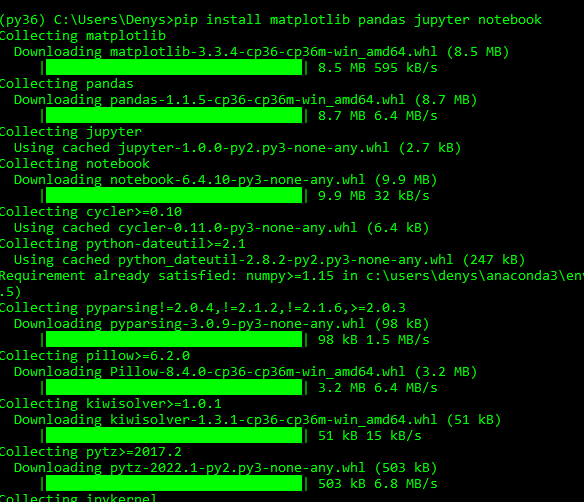 (py36) C:\Users\Denys>pip install matplotlib pandas jupyter notebook
Collecting matplotlib
Downloading matplotlib-3.3.4-cp36-cp36m-win_amd64.whl (8.5 MB)
| | 8.5 MB 595 kB/s
Collecting pandas
Downloading pandas-1.1.5-cp36-cp36m-win_amd64.whl (8.7 MB)
| | 8.7 MB 6.4 MB/s
Collecting jupyter
Using cached jupyter-1.0.0-py2.py3-none-any.whl (2.7 kB)
Collecting notebook
Downloading notebook-6.4.10-py3-none-any.whl (9.9 MB)
| | 9.9 MB 32 kB/s
Collecting cycler>=0.10
Using cached cycler-0.11.0-py3-none-any.whl (6.4 kB)
Collecting python-dateutil>=2.1
Using cached python_dateutil-2.8.2-py2.py3-none-any.whl (247 kB)
Requirement already satisfied: numpy>=1.15 in c:\users\denys\anaconda3\en
.5)
Collecting pyparsing!=2.0.4,!=2.1.2,!=2.1.6,>=2.0.3
Downloading pyparsing-3.0.9-py3-none-any.whl (98 kB)
| | 98 kB 1.5 MB/s
Collecting pillow>=6.2.0
Downloading Pillow-8.4.0-cp36-cp36m-win_amd64.whl (3.2 MB)
| | 3.2 MB 6.4 MB/s
Collecting kiwisolver>=1.0.1
Downloading kiwisolver-1.3.1-cp36-cp36m-win_amd64.whl (51 kB)
| | 51 kB 15 kB/s
Collecting pytz>=2017.2
Downloading pytz-2022.1-py2.py3-none-any.whl (503 kB)
| | 503 kB 6.8 MB/s
Collecting ipykernel